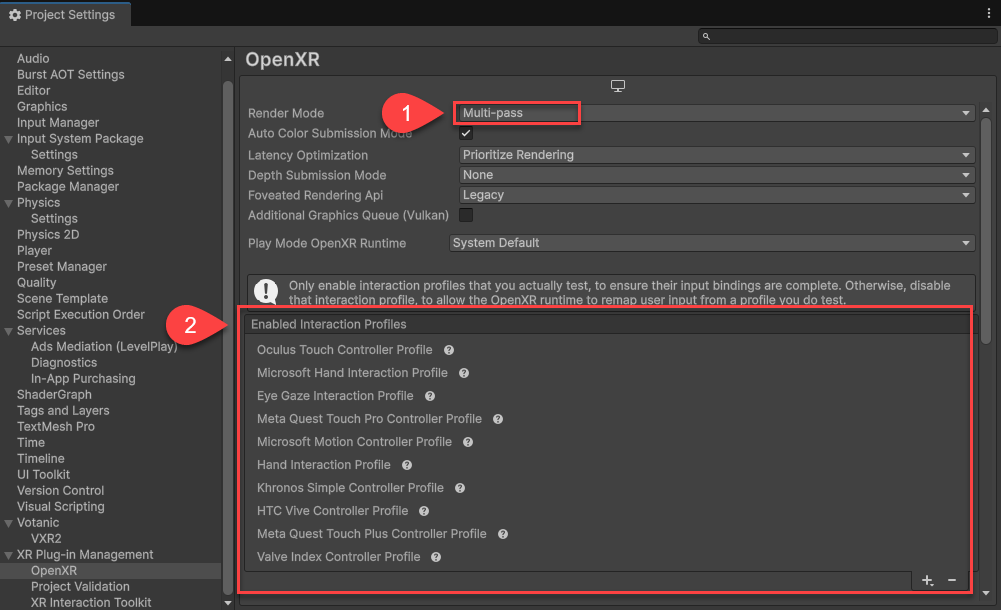 Project Settings
Audio
Burst AOT Settings
Editor
Graphics
Input Manager
Input System Package
Settings
Memory Settings
Package Manager
Physics
Settings
Physics 2D
Player
Preset Manager
Quality
Scene Template
Script Execution Order
Services
Ads Mediation (LevelPlay)
Diagnostics
In-App Purchasing
ShaderGraph
Tags and Layers
TextMesh Pro
Time
Timeline
UI Toolkit
Version Control
Visual Scripting
Votanic
VXR2
XR Plug-in Management
OpenXR
Project Validation
XR Interaction Toolkit
OpenXR
Render Mode
1
Multi-pass
Auto Color Submission Mode
Latency Optimization
Prioritize Rendering
Depth Submission Mode
None
Foveated Rendering Api
Legacy
Additional Graphics Queue (Vulkan)
Play Mode OpenXR Runtime
System Default
Only enable interaction profiles that you actually test, to ensure their input bindings are complete. Otherwise, disable
that interaction profile, to allow the OpenXR runtime to remap user input from a profile you do test.
2
Enabled Interaction Profiles
Oculus Touch Controller Profile
Microsoft Hand Interaction Profile
Eye Gaze Interaction Profile
Meta Quest Touch Pro Controller Profile
Microsoft Motion Controller Profile
Hand Interaction Profile
Khronos Simple Controller Profile
HTC Vive Controller Profile
Meta Quest Touch Plus Controller Profile
Valve Index Controller Profile